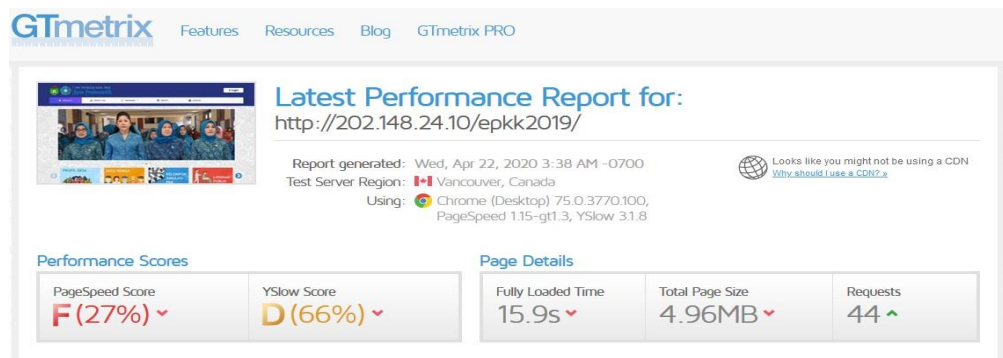 GTmetrix Features Resources Blog GTmetrix PRO
Latest Performance Report for:
http://202.148.24.10/epkk2019/
Report generated: Wed, Apr 22, 2020 3:38 AM -0700
Test Server Region: Vancouver, Canada
Using: Chrome (Desktop) 75.0.3770.100,
PageSpeed 1.15-gt1.3, YSlow 3.1.8
Looks like you might not be using a CDN
Why should I use a CDN? »
Performance Scores
PageSpeed Score
F (27%)
YSlow Score
D (66%)
Page Details
Fully Loaded Time
15.9s
Total Page Size
4.96MB
Requests
44